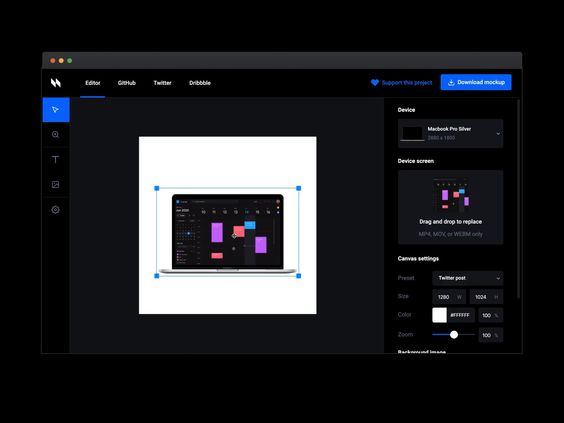 Editor
GitHub
Twitter
Dribbble
Support this project
Download mockup
Device
Macbook Pro Silver
2880 x 1800
Device screen
Drag and drop to replace
MP4, MOV, or WEBM only
Canvas settings
Preset
Twitter post
Size
1280 W
1024 H
Color
#FFFFFF
100 %
Zoom
100 %
Background image
Jun 2020
10 11 12 13 14 15 16